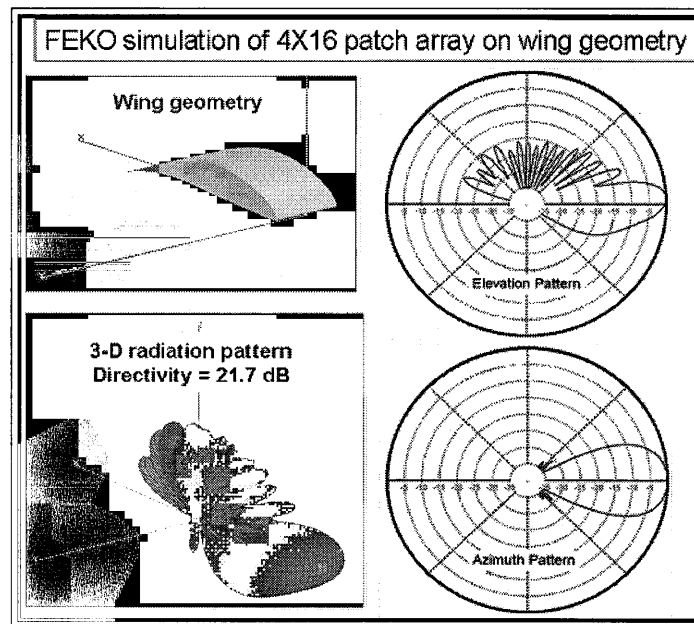 FEKO simulation of 4X16 patch array on wing geometry
Wing geometry
Elevation Pattern
3-D radiation pattern
Directivity = 21.7 dB
Azimuth Pattern